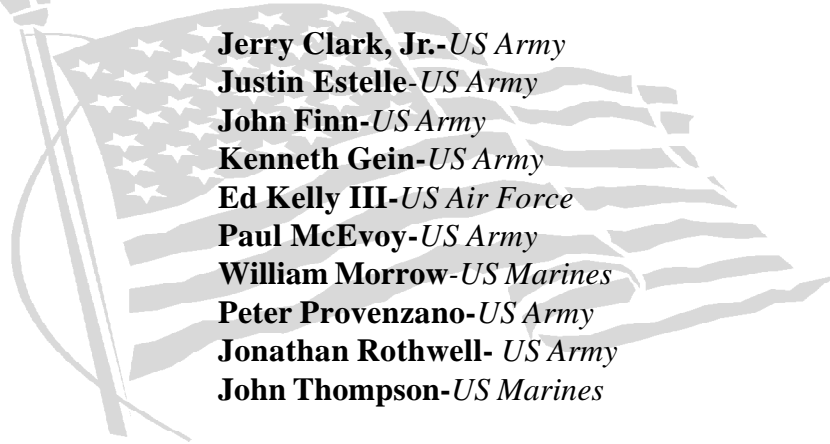 Jerry Clark, Jr.-US Army
Justin Estelle-US Army
John Finn-US Army
Kenneth Gein-US Army
Ed Kelly III-US Air Force
Paul McEvoy-US Army
William Morrow-US Marines
Peter Provenzano-US Army
Jonathan Rothwell- US Army
John Thompson-US Marines